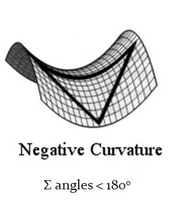 Negative Curvature
Σ angles < 180°